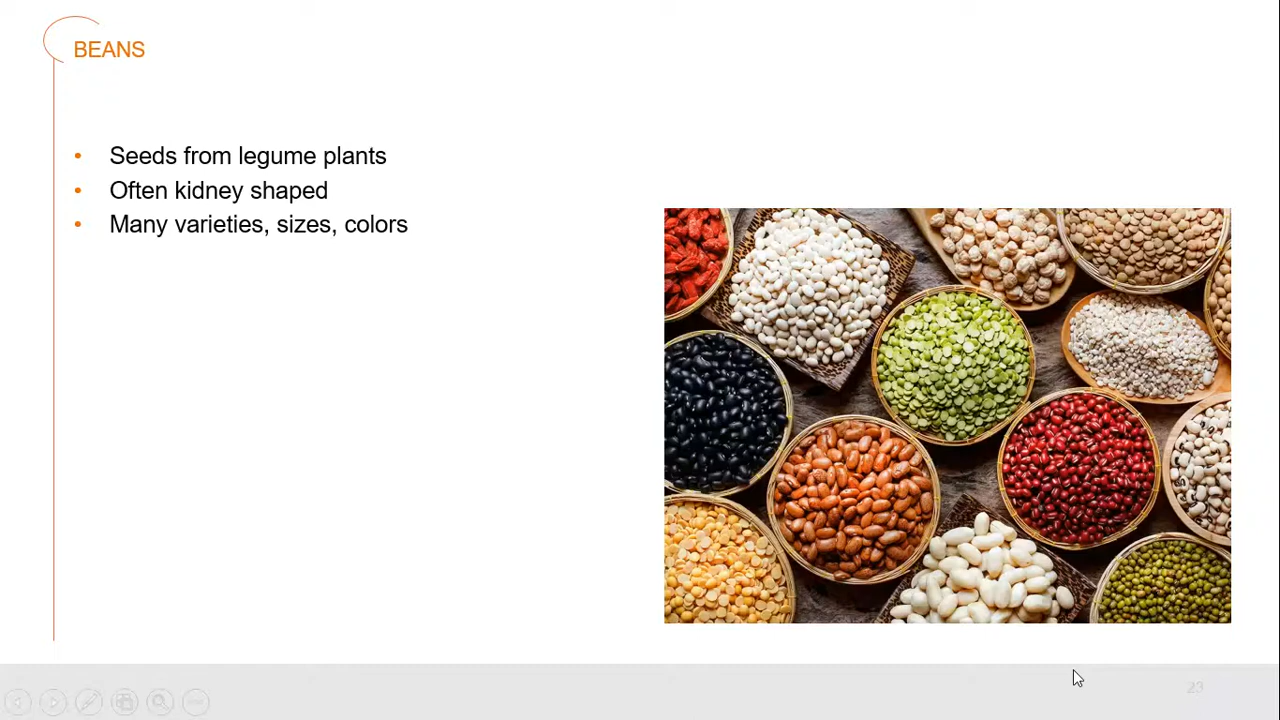 BEANS
• Seeds from legume plants
• Often kidney shaped
• Many varieties, sizes, colors
23